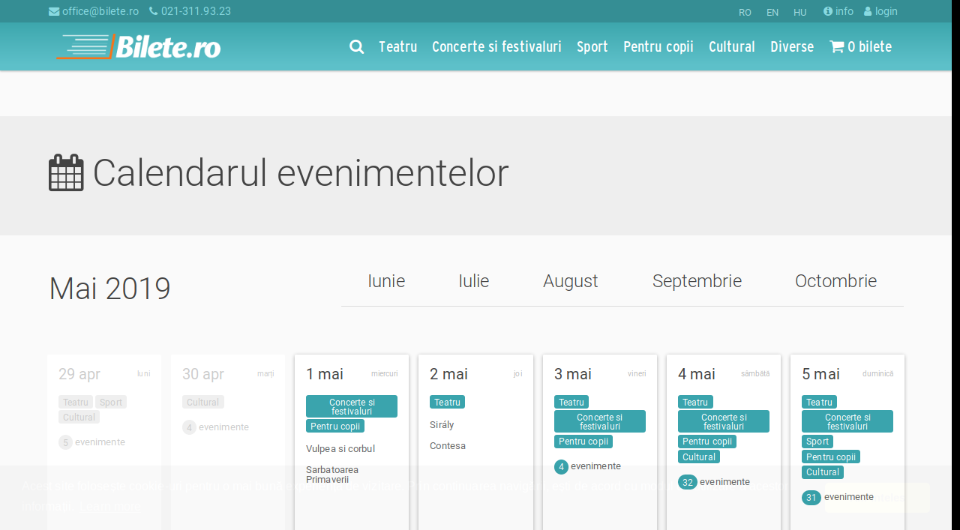 office@bilete.ro 021-311.93.23 RO EN HU info login
Bilete.ro Teatru Concerte si festivaluri Sport Pentru copii Cultural Diverse 0 bilete
Calendarul evenimentelor
Mai 2019 Iunie Iulie August Septembrie Octombrie
29 apr luni
Teatru Sport
Cultural
5 evenimente
30 apr marți
Cultural
4 evenimente
1 mai miercuri
Concerte si
festivaluri
Pentru copii
Vulpea si corbul
Sarbatoarea
Primaverii
2 mai joi
Teatru
Sirály
Contesa
3 mai vineri
Teatru
Concerte si
festivaluri
Pentru copii
4 evenimente
4 mai sâmbătă
Teatru
Concerte si
festivaluri
Pentru copii
Cultural
32 evenimente
5 mai duminică
Teatru
Concerte si
festivaluri
Sport
Pentru copii
Cultural
31 evenimente